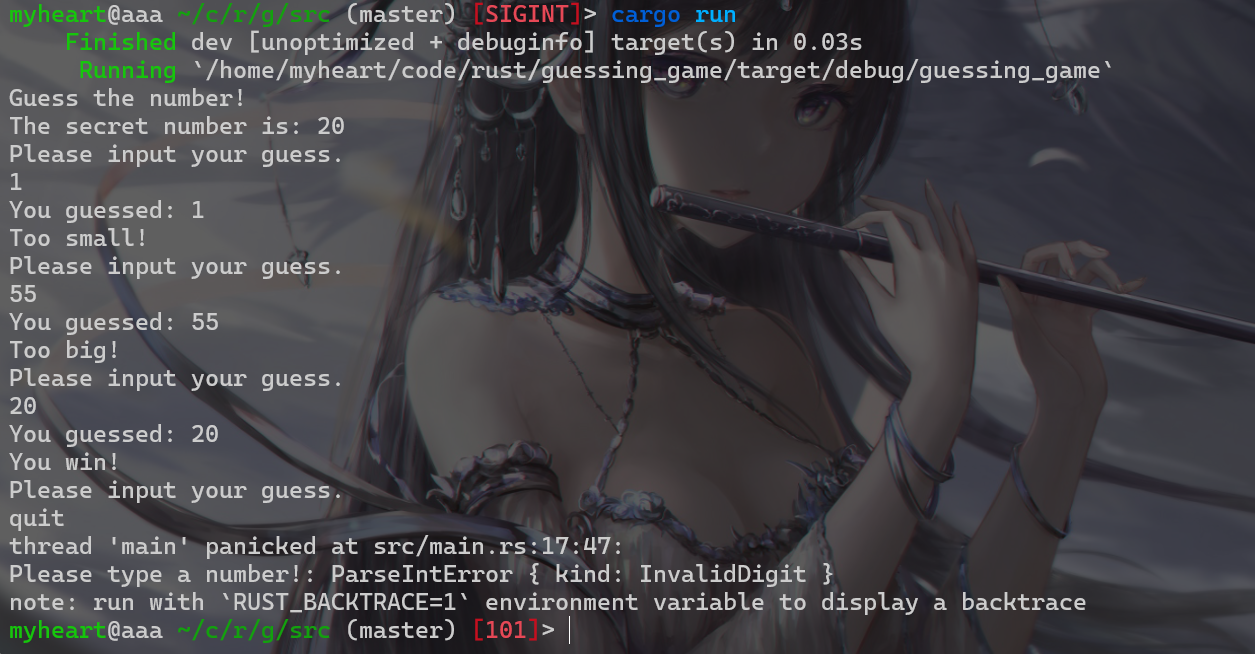 myheart@aaa ~/c/r/g/src (master) [SIGINT]> cargo run
    Finished dev [unoptimized + debuginfo] target(s) in 0.03s
     Running `/home/myheart/code/rust/guessing_game/target/debug/guessing_game`
Guess the number!
The secret number is: 20
Please input your guess.
1
You guessed: 1
Too small!
Please input your guess.
55
You guessed: 55
Too big!
Please input your guess.
20
You guessed: 20
You win!
Please input your guess.
quit
thread 'main' panicked at src/main.rs:17:47:
Please type a number!: ParseIntError { kind: InvalidDigit }
note: run with `RUST_BACKTRACE=1` environment variable to display a backtrace
myheart@aaa ~/c/r/g/src (master) [101]>